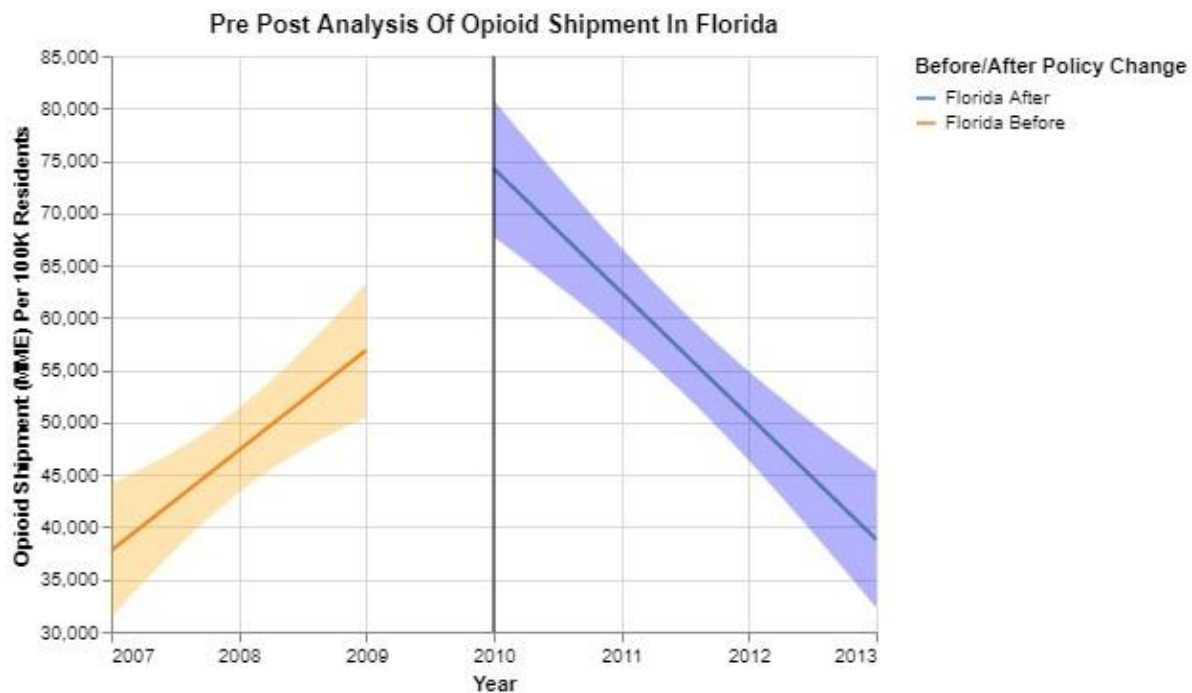 Pre Post Analysis Of Opioid Shipment In Florida
Before/After Policy Change
Florida After
Florida Before
Opioid Shipment (MME) Per 100K Residents
85,000
80,000
75,000
70,000
65,000
60,000
55,000
50,000
45,000
40,000
35,000
30,000
2007 2008 2009 2010 2011 2012 2013
Year